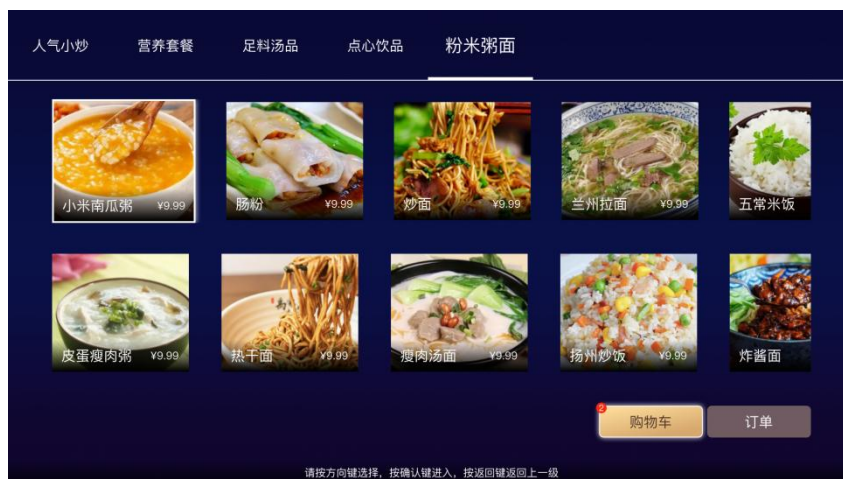 人气小炒 营养套餐 足料汤品 点心饮品 粉米粥面
小米南瓜粥 ¥9.99 肠粉 ¥9.99 炒面 ¥9.99 兰州拉面 ¥9.99 五常米饭
皮蛋瘦肉粥 ¥9.99 热干面 ¥9.99 瘦肉汤面 ¥9.99 扬州炒饭 ¥9.99 炸酱面
2 购物车 订单
请按方向键选择，按确认键进入，按返回键返回上一级